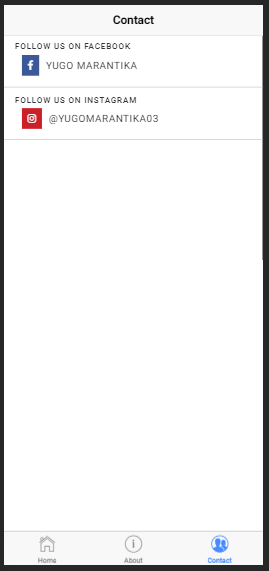 Contact
FOLLOW US ON FACEBOOK
YUGO MARANTIKA
FOLLOW US ON INSTAGRAM
@YUGOMARANTIKA03
Home About Contact